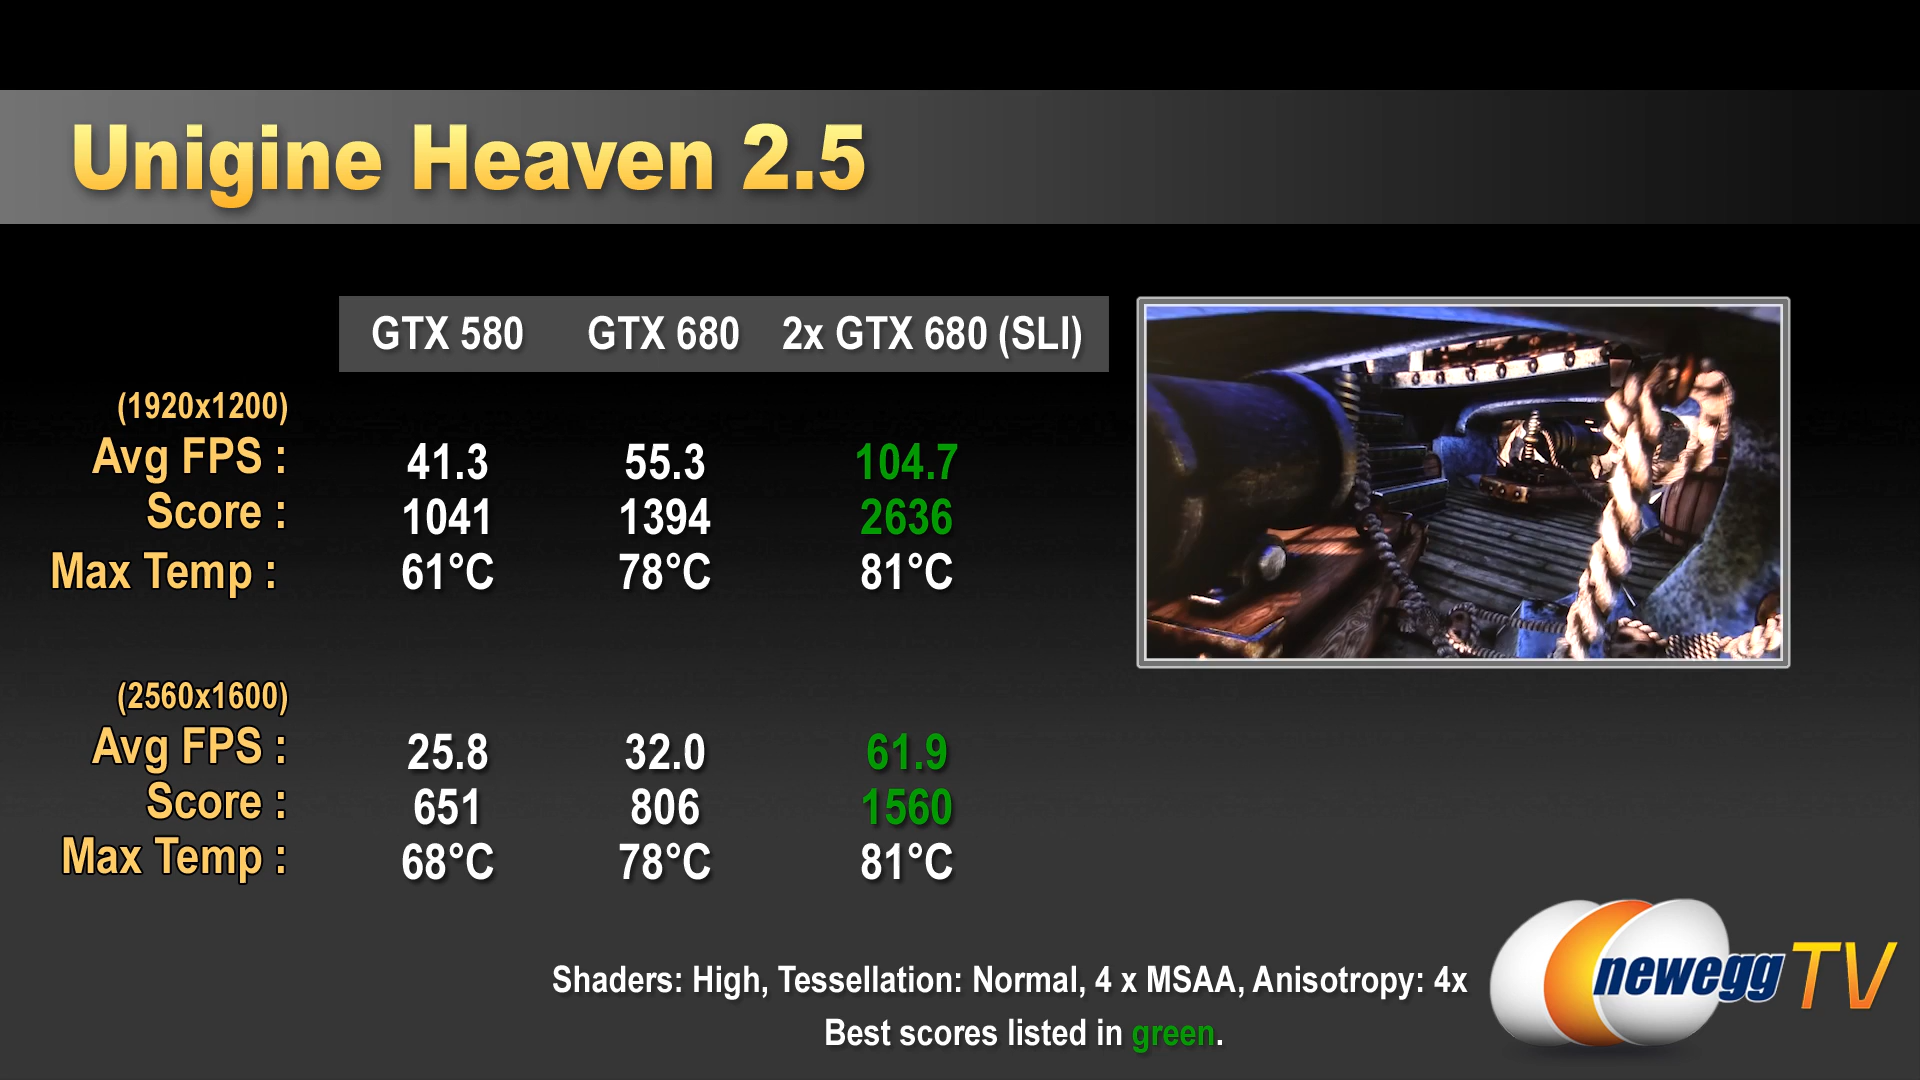 Unigine Heaven 2.5
GTX 580 GTX 680 2x GTX 680 (SLI)
(1920x1200)
Avg FPS : 41.3 55.3 104.7
Score : 1041 1394 2636
Max Temp : 61°C 78°C 81°C
(2560x1600)
Avg FPS : 25.8 32.0 61.9
Score : 651 806 1560
Max Temp : 68°C 78°C 81°C
Shaders: High, Tessellation: Normal, 4 x MSAA, Anisotropy: 4x
Best scores listed in green.
newegg TV